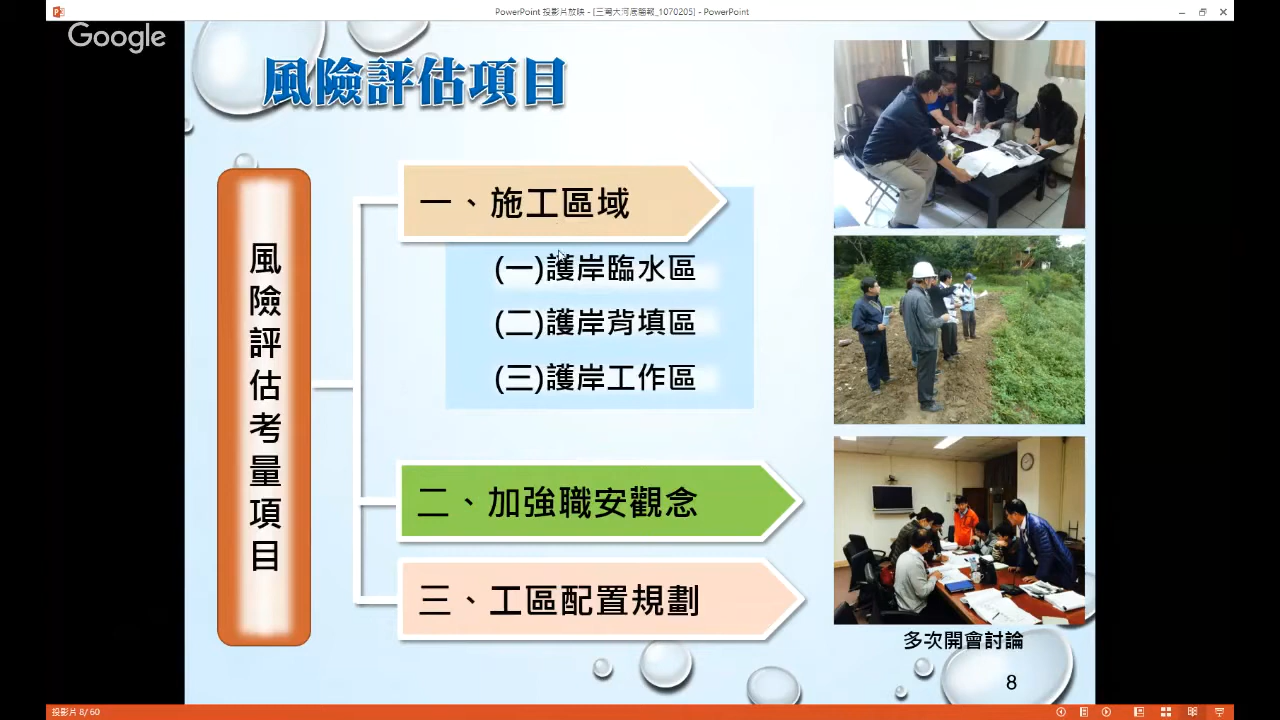 PowerPoint 投影片放映 - [三灣大河底簡報_1070205] - PowerPoint
Google
風險評估項目
風險評估考量項目
一、施工區域
(一)護岸臨水區
(二)護岸背填區
(三)護岸工作區
二、加強職安觀念
三、工區配置規劃
多次開會討論
8
投影片 8/ 60